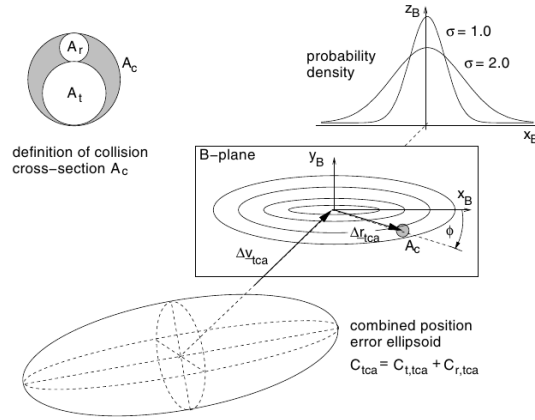 A_r
A_c
A_t
definition of collision
cross-section A_c
z_B
σ = 1.0
σ = 2.0
probability
density
x_B
B-plane
y_B
x_B
Δr_tca
A_c
ϕ
Δv_tca
combined position
error ellipsoid
C_tca = C_t,tca + C_r,tca